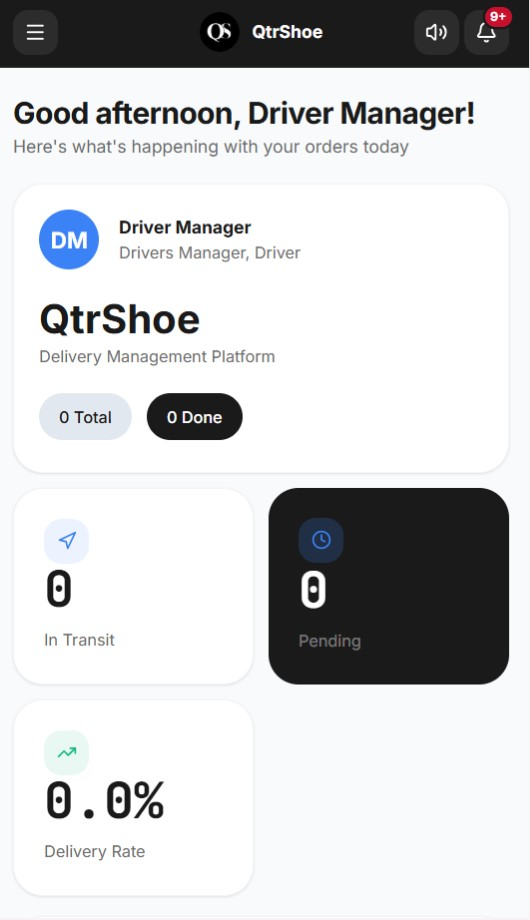 QS
QtrShoe
9+
Good afternoon, Driver Manager!
Here's what's happening with your orders today
DM
Driver Manager
Drivers Manager, Driver
QtrShoe
Delivery Management Platform
0 Total
0 Done
0
In Transit
0
Pending
0.0%
Delivery Rate